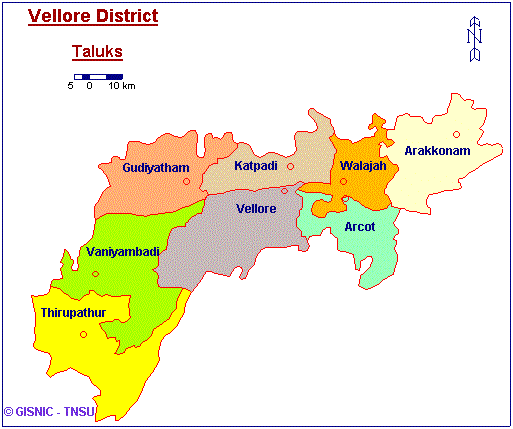 Vellore District
Taluks
N
5 0 10 km
Arakkonam
Gudiyatham
Katpadi
Walajah
Vellore
Arcot
Vaniyambadi
Thirupathur
© GISNIC - TNSU